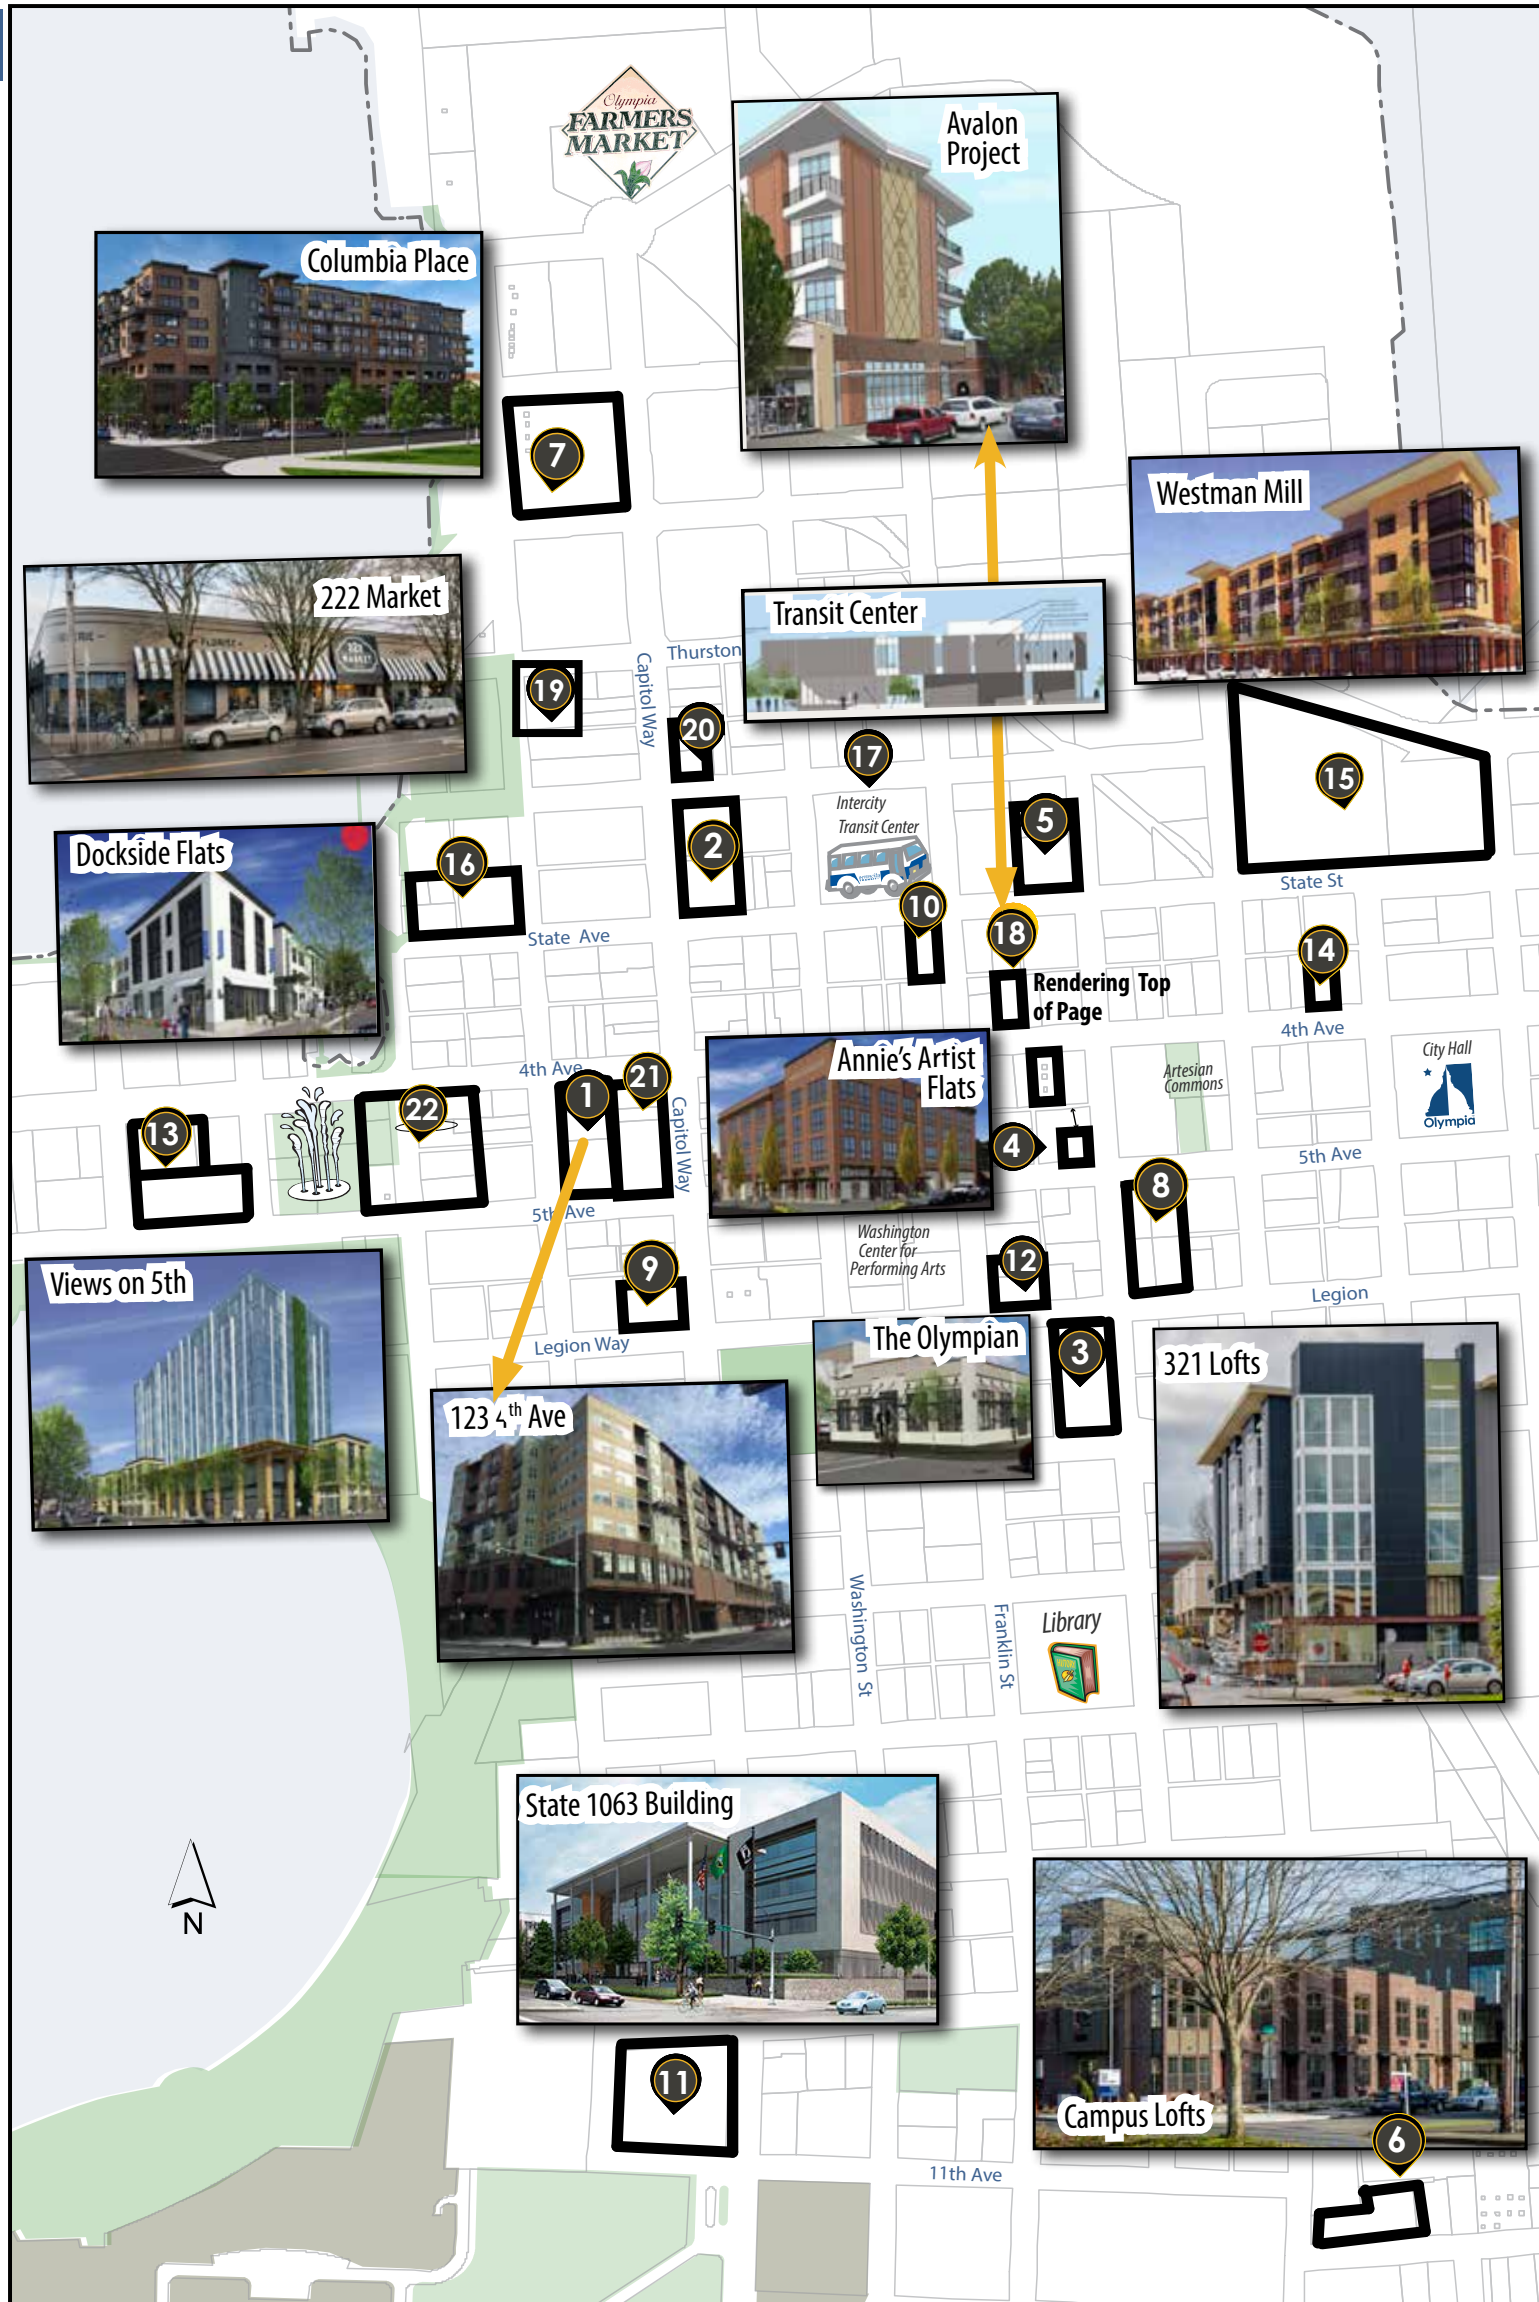 Olympia
FARMERS
MARKET
Avalon
Project
Columbia Place
7
Westman Mill
222 Market
Transit Center
Thurston
Capitol Way
19
20
17
15
Intercity
Transit Center
5
2
Dockside Flats
16
State St
10
State Ave
18
14
Rendering Top
of Page
4th Ave
4th Ave
City Hall
Olympia
Artesian
Commons
Annie's Artist
Flats
21
1
22
13
Capitol Way
4
5th Ave
8
5th Ave
Washington
Center for
Performing Arts
12
9
Views on 5th
Legion
Legion Way
The Olympian
3
321 Lofts
123 4th Ave
Washington St
Franklin St
Library
State 1063 Building
N
Campus Lofts
11
6
11th Ave